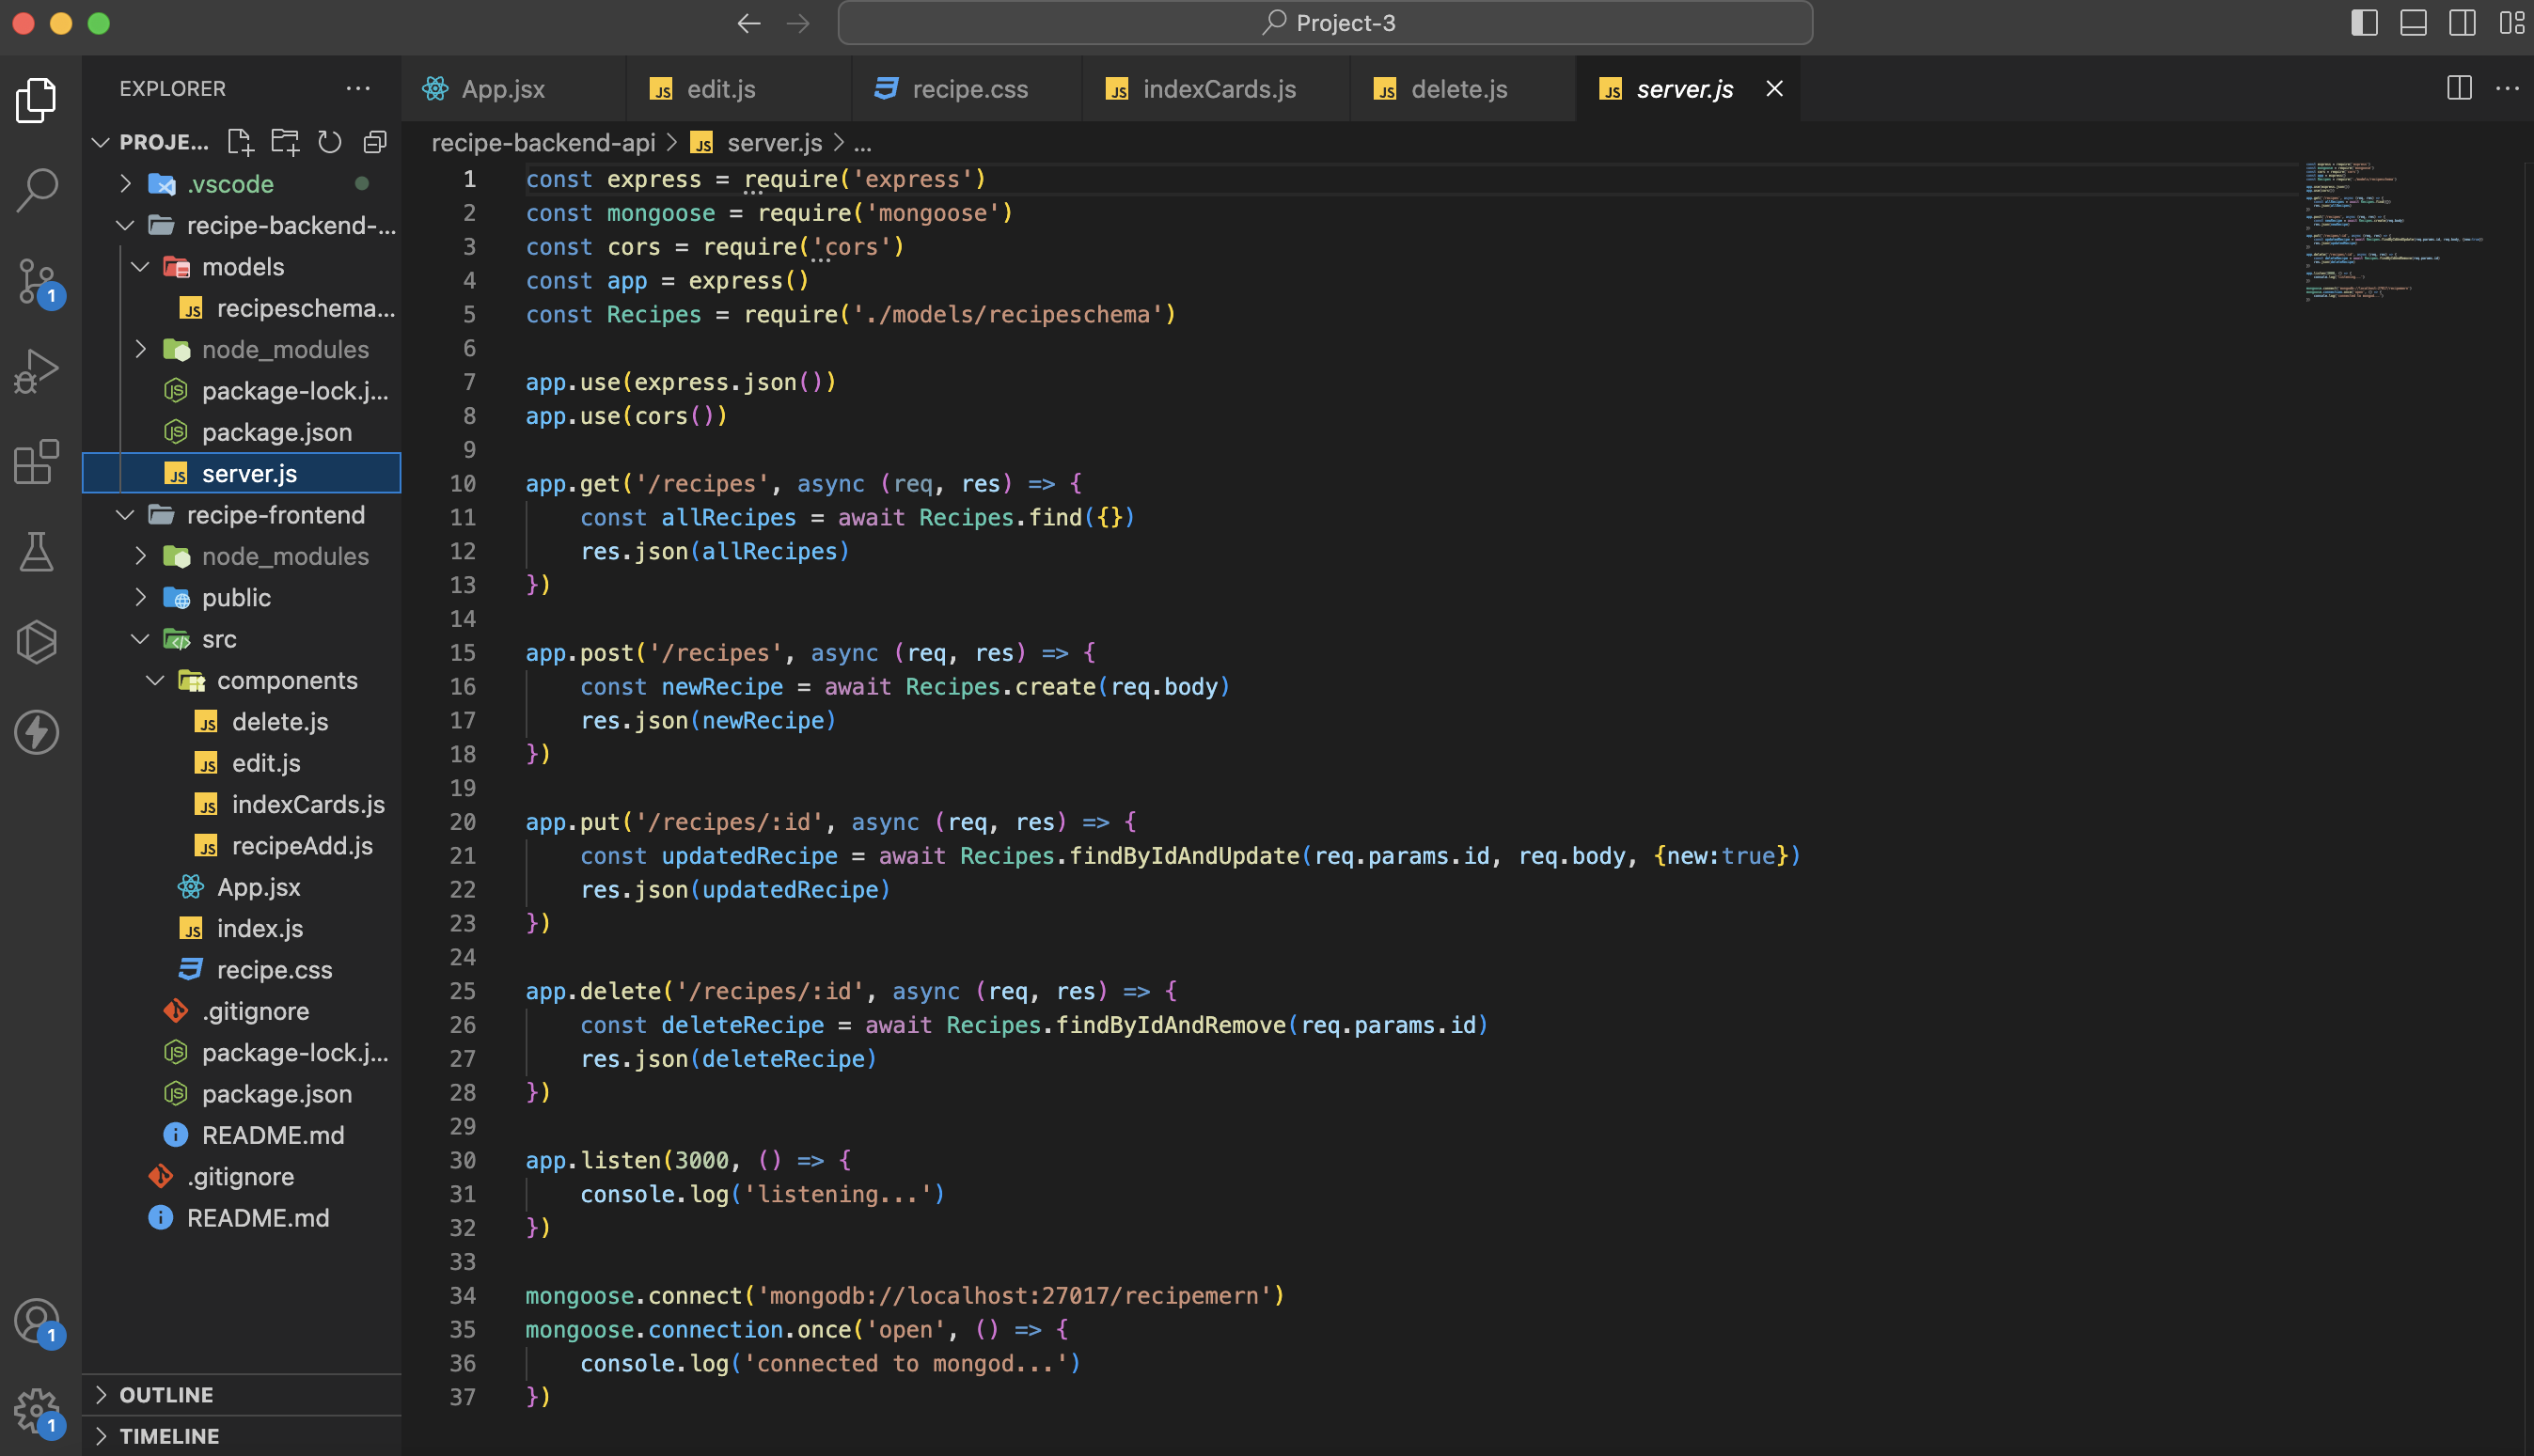 Project-3
EXPLORER
PROJE...
.vscode
recipe-backend-...
models
recipeschema...
node_modules
package-lock.j...
package.json
server.js
recipe-frontend
node_modules
public
src
components
delete.js
edit.js
indexCards.js
recipeAdd.js
App.jsx
index.js
recipe.css
.gitignore
package-lock.j...
package.json
README.md
.gitignore
README.md
OUTLINE
TIMELINE
1
1
1
App.jsx
edit.js
recipe.css
indexCards.js
delete.js
server.js
recipe-backend-api > server.js > ...
1 const express = require('express')
2 const mongoose = require('mongoose')
3 const cors = require('cors')
4 const app = express()
5 const Recipes = require('./models/recipeschema')
6
7 app.use(express.json())
8 app.use(cors())
9
10 app.get('/recipes', async (req, res) => {
11     const allRecipes = await Recipes.find({})
12     res.json(allRecipes)
13 })
14
15 app.post('/recipes', async (req, res) => {
16     const newRecipe = await Recipes.create(req.body)
17     res.json(newRecipe)
18 })
19
20 app.put('/recipes/:id', async (req, res) => {
21     const updatedRecipe = await Recipes.findByIdAndUpdate(req.params.id, req.body, {new:true})
22     res.json(updatedRecipe)
23 })
24
25 app.delete('/recipes/:id', async (req, res) => {
26     const deleteRecipe = await Recipes.findByIdAndRemove(req.params.id)
27     res.json(deleteRecipe)
28 })
29
30 app.listen(3000, () => {
31     console.log('listening...')
32 })
33
34 mongoose.connect('mongodb://localhost:27017/recipemern')
35 mongoose.connection.once('open', () => {
36     console.log('connected to mongod...')
37 })